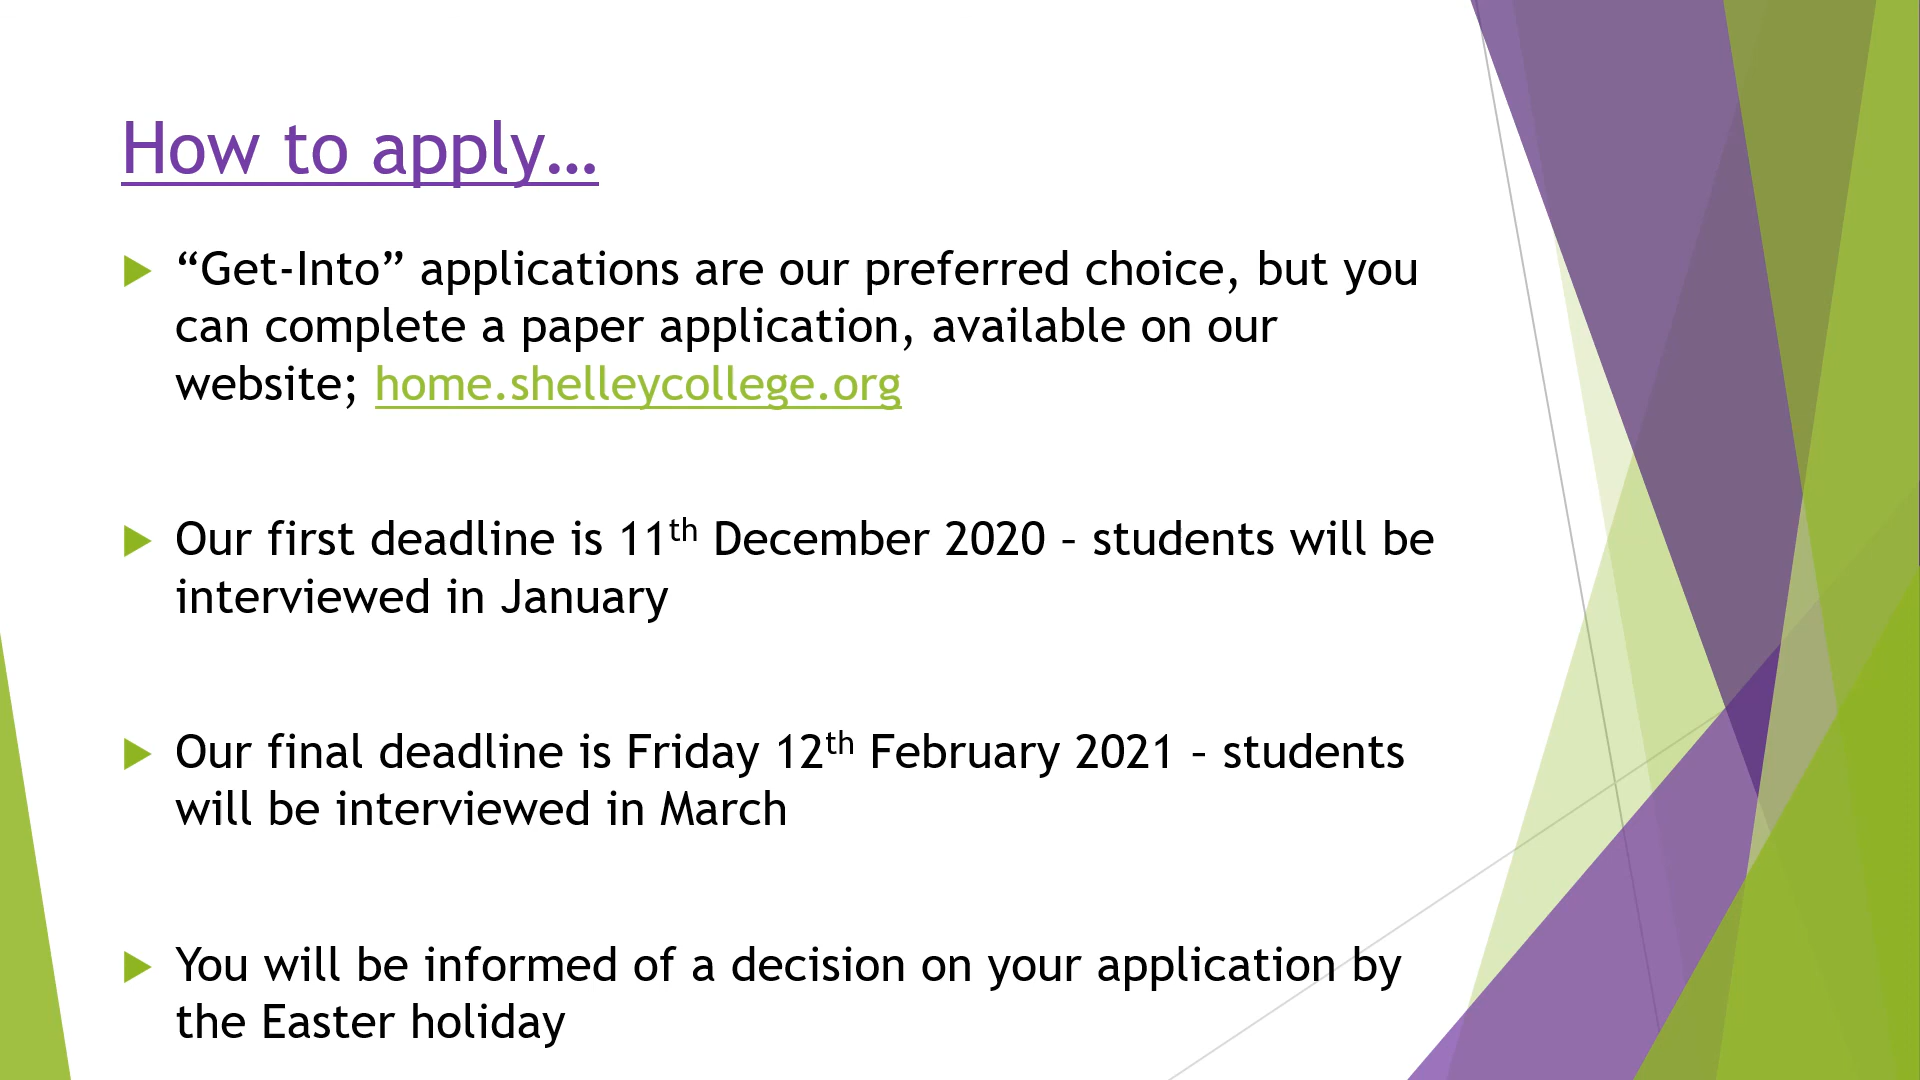 How to apply…
“Get-Into” applications are our preferred choice, but you
can complete a paper application, available on our
website; home.shelleycollege.org
Our first deadline is 11th December 2020 – students will be
interviewed in January
Our final deadline is Friday 12th February 2021 – students
will be interviewed in March
You will be informed of a decision on your application by
the Easter holiday